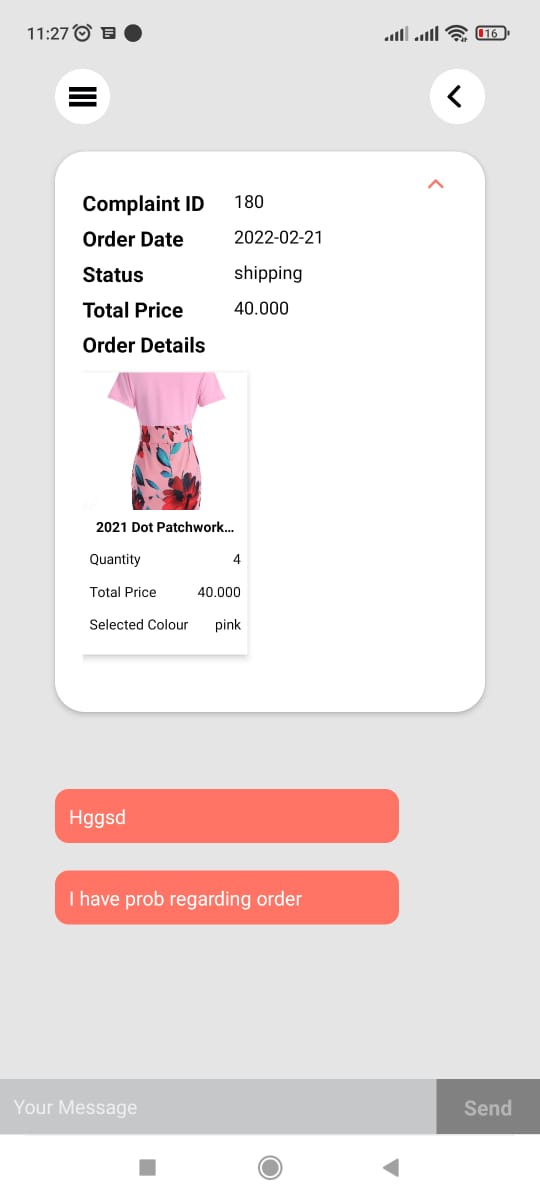 11:27
16
Complaint ID 180
Order Date 2022-02-21
Status shipping
Total Price 40.000
Order Details
2021 Dot Patchwork...
Quantity 4
Total Price 40.000
Selected Colour pink
Hggsd
I have prob regarding order
Your Message Send